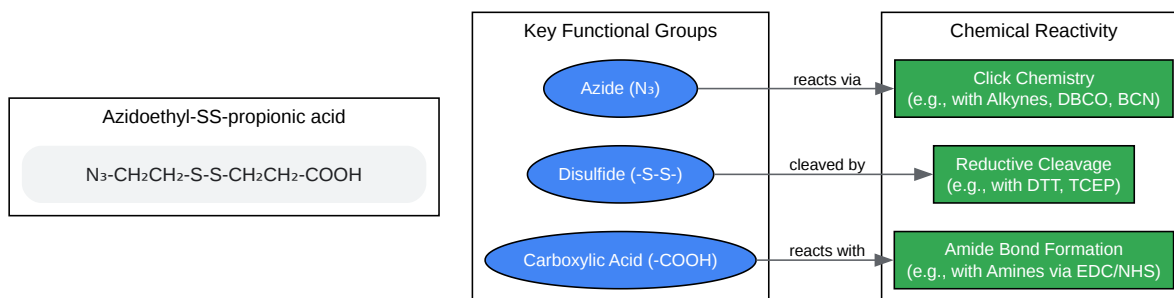 Azidoethyl-SS-propionic acid
N₃-CH₂CH₂-S-S-CH₂CH₂-COOH
Key Functional Groups
Azide (N₃)
Disulfide (-S-S-)
Carboxylic Acid (-COOH)
reacts via
cleaved by
reacts with
Chemical Reactivity
Click Chemistry
(e.g., with Alkynes, DBCO, BCN)
Reductive Cleavage
(e.g., with DTT, TCEP)
Amide Bond Formation
(e.g., with Amines via EDC/NHS)